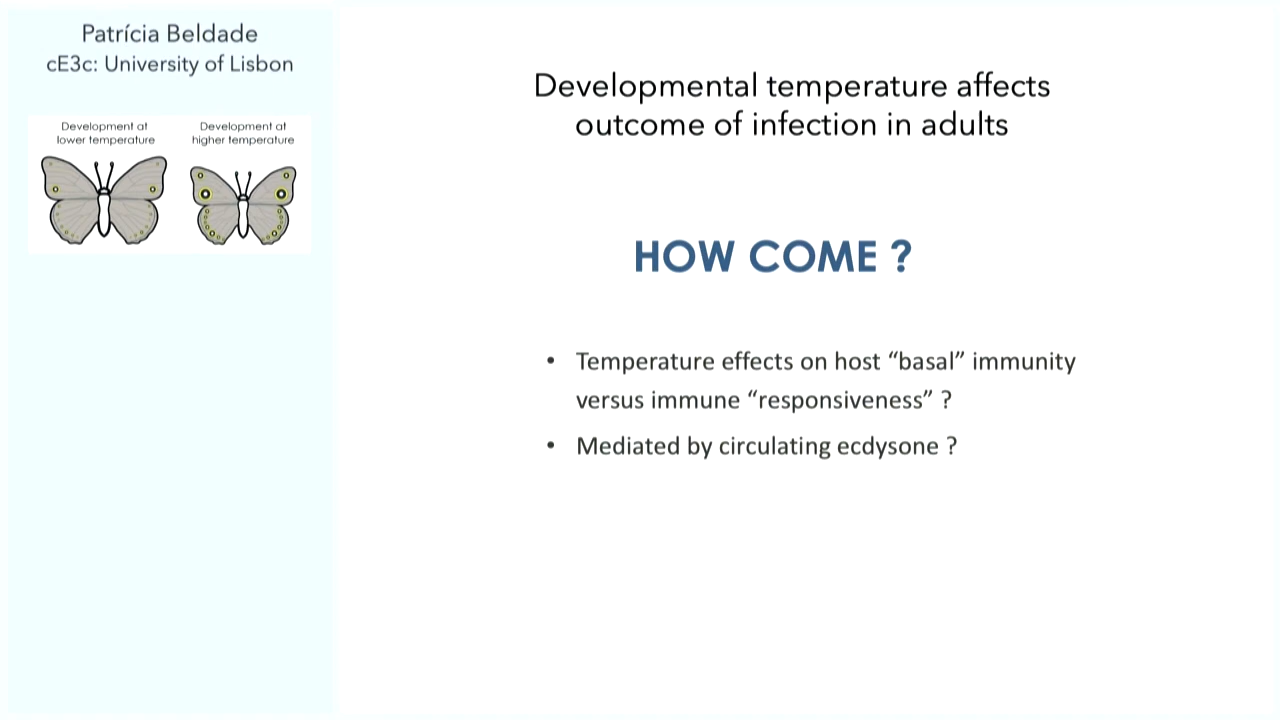 Patrícia Beldade
cE3c: University of Lisbon
Development at
lower temperature
Development at
higher temperature
Developmental temperature affects
outcome of infection in adults
HOW COME ?
• Temperature effects on host “basal” immunity
versus immune “responsiveness” ?
• Mediated by circulating ecdysone ?